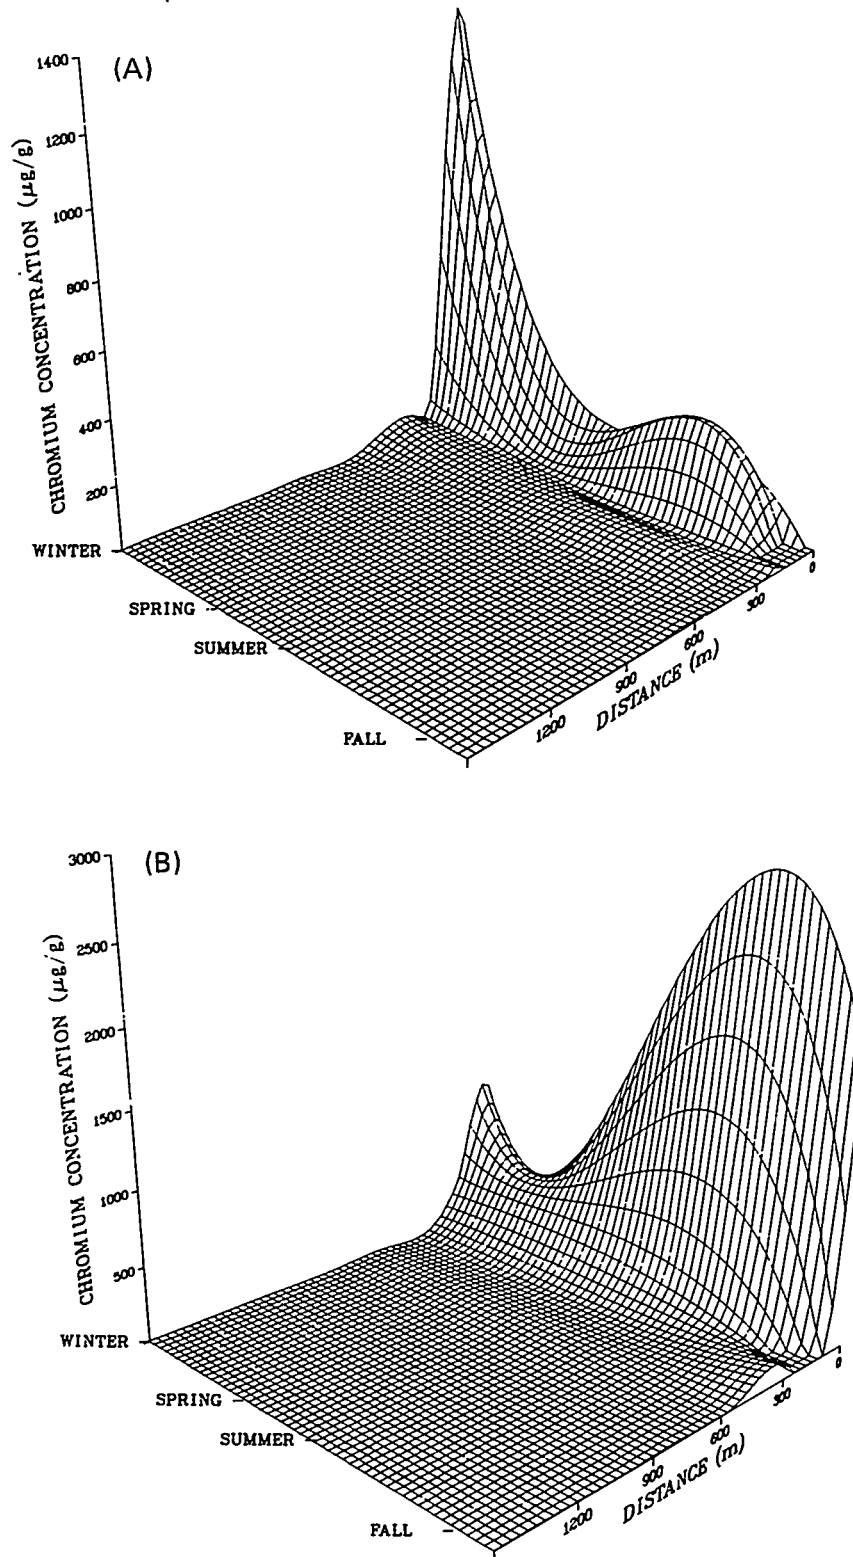 (A)
1400
1200
1000
800
600
400
200
CHROMIUM CONCENTRATION (µg/g)
WINTER
SPRING
SUMMER
FALL
0
300
600
900
1200
DISTANCE (m)
(B)
3000
2500
2000
1500
1000
500
CHROMIUM CONCENTRATION (µg/g)
WINTER
SPRING
SUMMER
FALL
0
300
600
900
1200
DISTANCE (m)